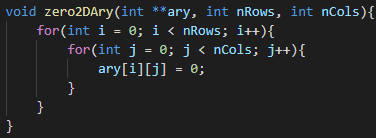 void zero2DAry(int **ary, int nRows, int nCols){
    for(int i = 0; i < nRows; i++){
        for(int j = 0; j < nCols; j++){
            ary[i][j] = 0;
        }
    }
}